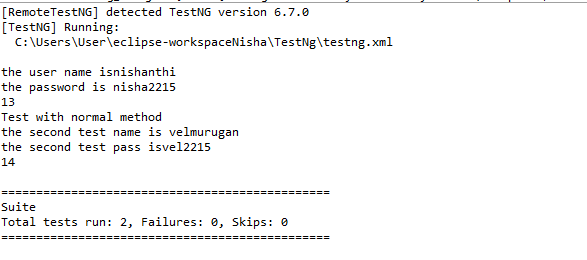 [RemoteTestNG] detected TestNG version 6.7.0
[TestNG] Running:
  C:\Users\User\eclipse-workspaceNisha\TestNg\testng.xml

the user name isnishanthi
the password is nisha2215
13
Test with normal method
the second test name is velmurugan
the second test pass isvel2215
14

===============================================
Suite
Total tests run: 2, Failures: 0, Skips: 0
===============================================